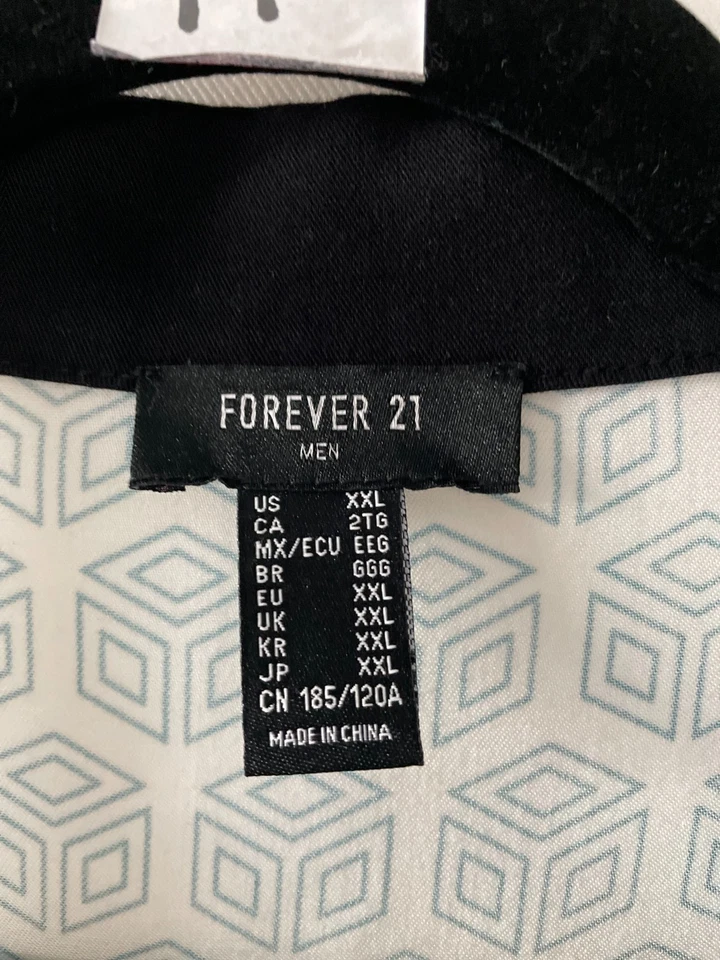 FOREVER 21
MEN
US XXL
CA 2TG
MX/ECU EEG
BR GGG
EU XXL
UK XXL
KR XXL
JP XXL
CN 185/120A
MADE IN CHINA